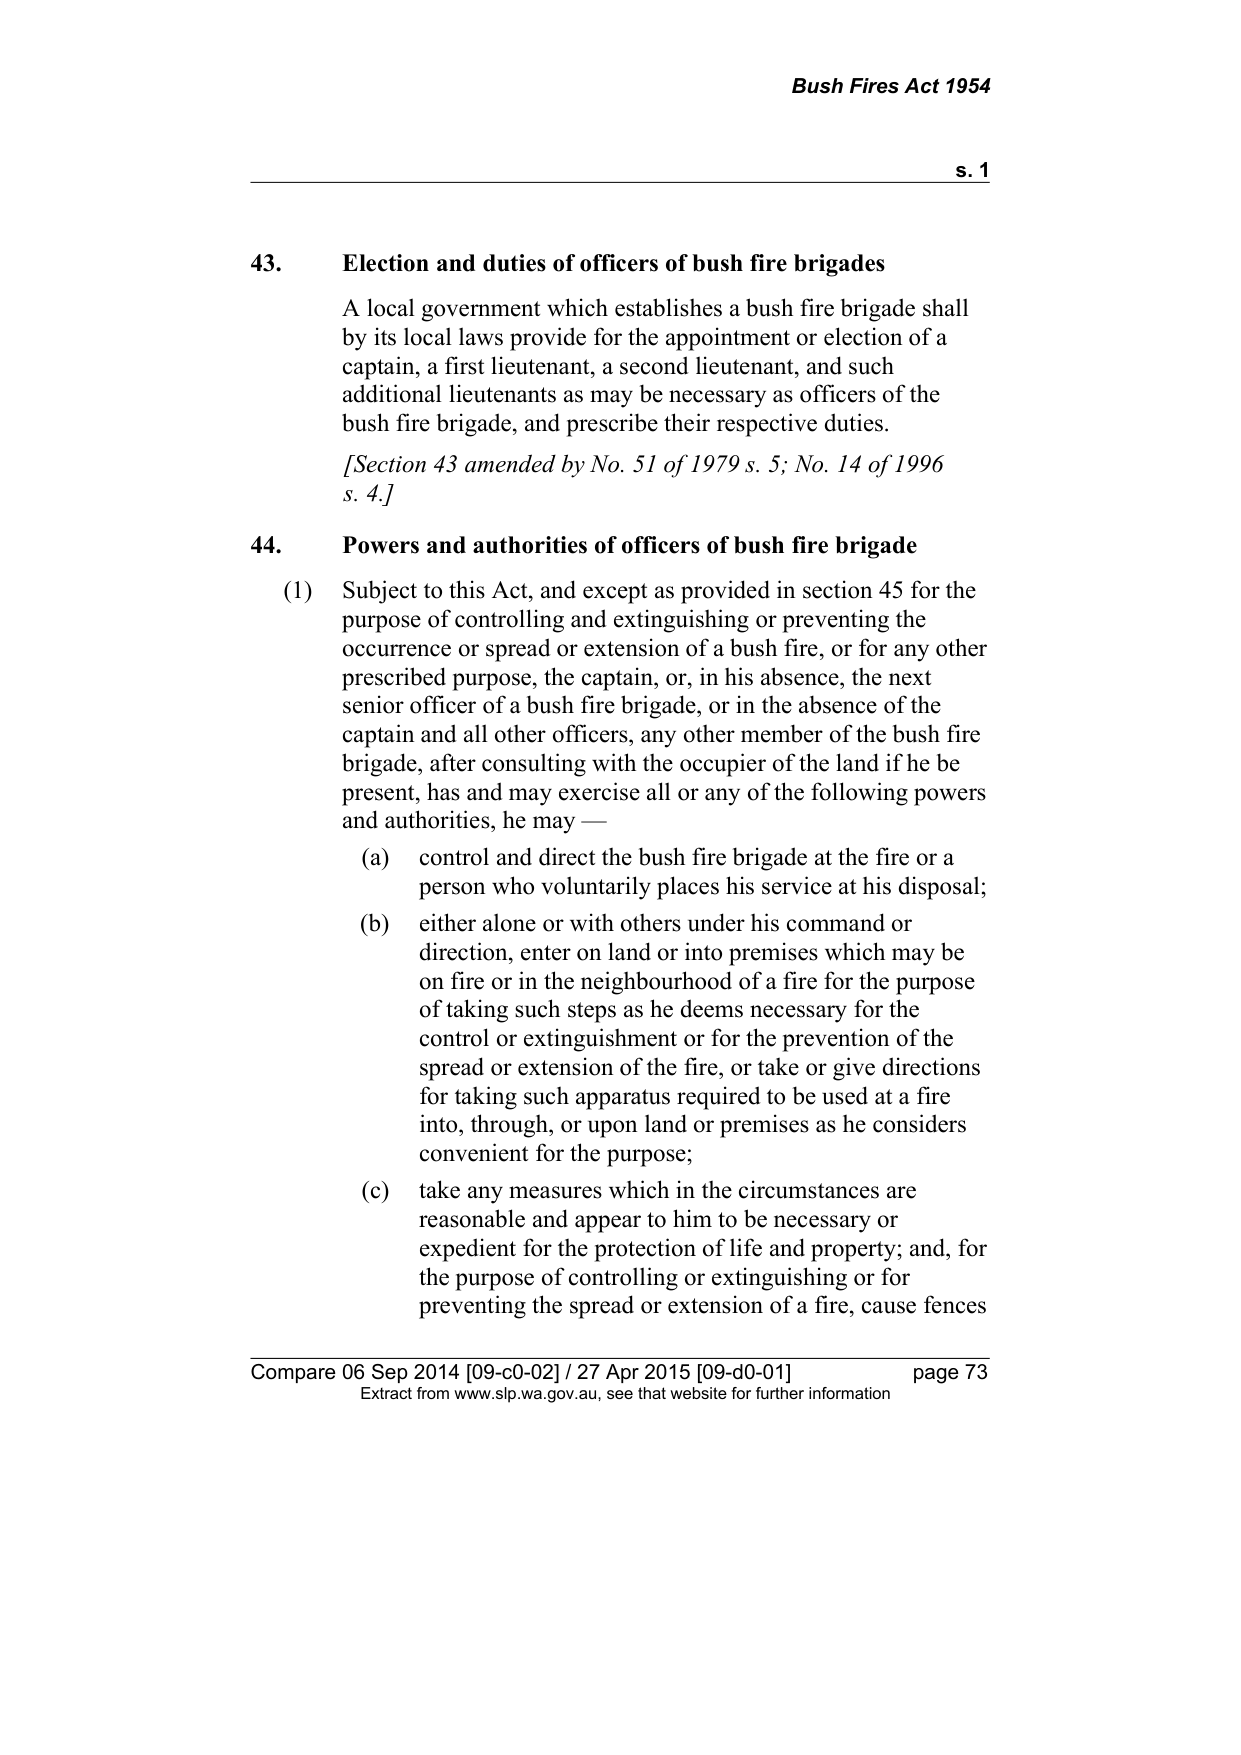 Bush Fires Act 1954
s. 1
43. Election and duties of officers of bush fire brigades
A local government which establishes a bush fire brigade shall
by its local laws provide for the appointment or election of a
captain, a first lieutenant, a second lieutenant, and such
additional lieutenants as may be necessary as officers of the
bush fire brigade, and prescribe their respective duties.
[Section 43 amended by No. 51 of 1979 s. 5; No. 14 of 1996
s. 4.]
44. Powers and authorities of officers of bush fire brigade
(1) Subject to this Act, and except as provided in section 45 for the
purpose of controlling and extinguishing or preventing the
occurrence or spread or extension of a bush fire, or for any other
prescribed purpose, the captain, or, in his absence, the next
senior officer of a bush fire brigade, or in the absence of the
captain and all other officers, any other member of the bush fire
brigade, after consulting with the occupier of the land if he be
present, has and may exercise all or any of the following powers
and authorities, he may —
(a) control and direct the bush fire brigade at the fire or a
person who voluntarily places his service at his disposal;
(b) either alone or with others under his command or
direction, enter on land or into premises which may be
on fire or in the neighbourhood of a fire for the purpose
of taking such steps as he deems necessary for the
control or extinguishment or for the prevention of the
spread or extension of the fire, or take or give directions
for taking such apparatus required to be used at a fire
into, through, or upon land or premises as he considers
convenient for the purpose;
(c) take any measures which in the circumstances are
reasonable and appear to him to be necessary or
expedient for the protection of life and property; and, for
the purpose of controlling or extinguishing or for
preventing the spread or extension of a fire, cause fences
Compare 06 Sep 2014 [09-c0-02] / 27 Apr 2015 [09-d0-01] page 73
Extract from www.slp.wa.gov.au, see that website for further information